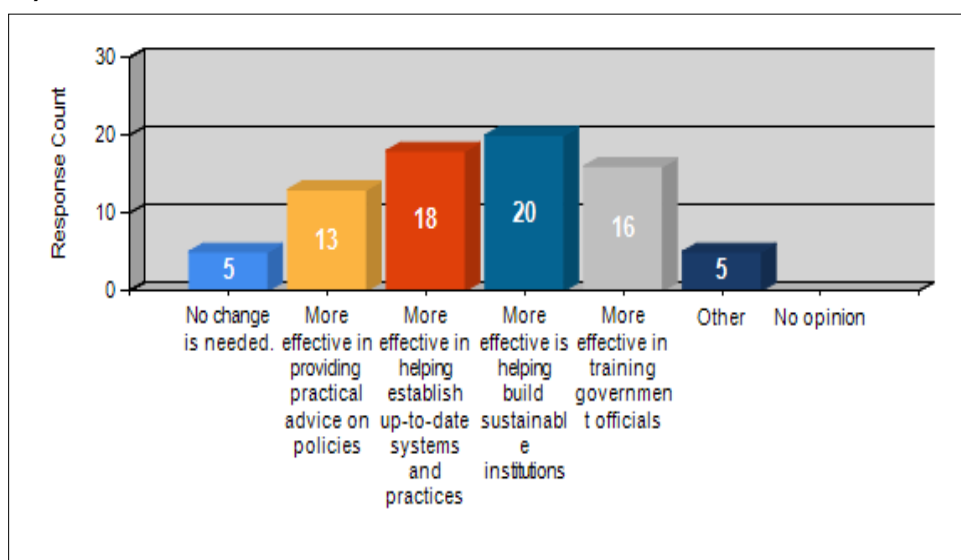 30
20
10
0
Response Count
5
13
18
20
16
5
No change
is needed.
More
effective in
providing
practical
advice on
policies
More
effective in
helping
establish
up-to-date
systems
and
practices
More
effective is
helping
build
sustainabl
e
institutions
More
effective in
training
governmen
t officials
Other
No opinion